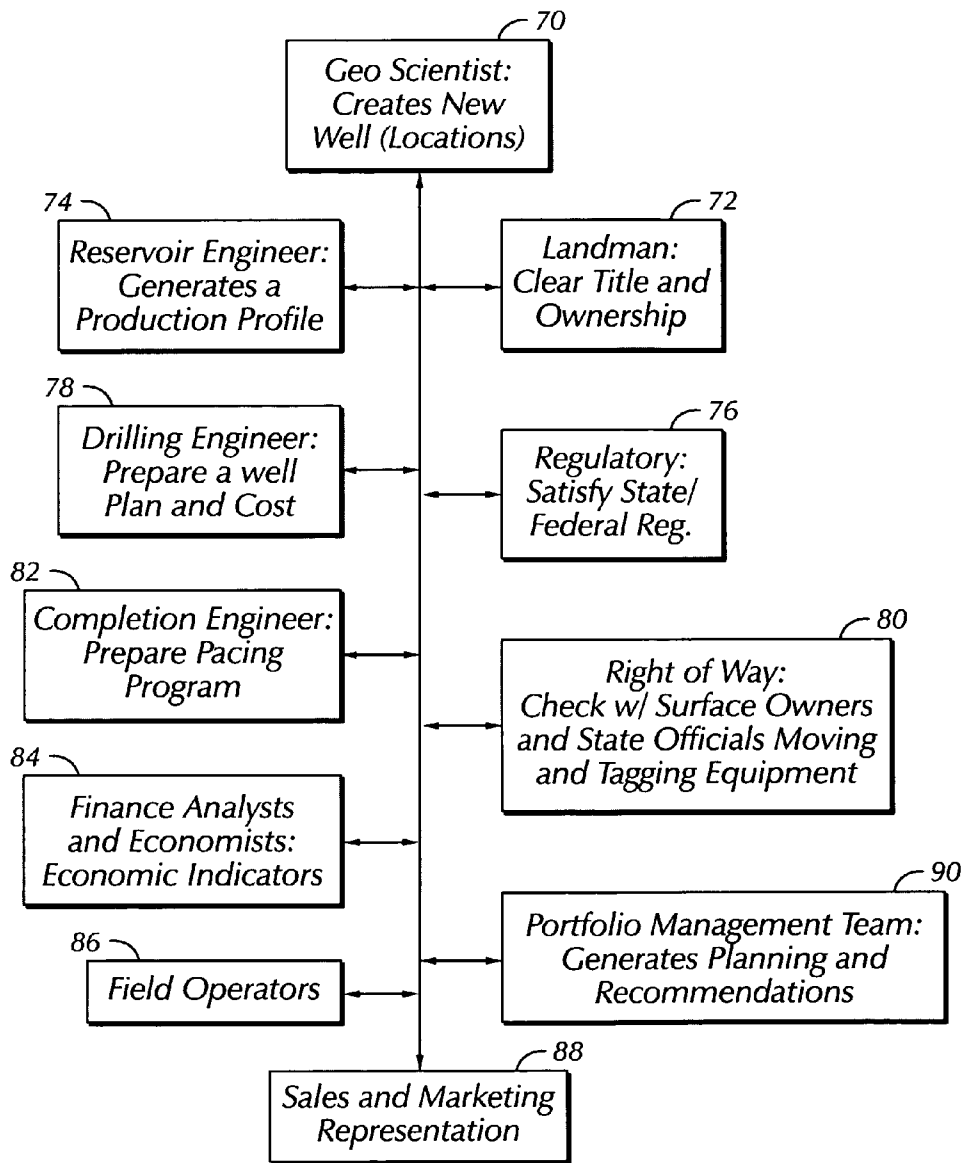 70
Geo Scientist:
Creates New
Well (Locations)
74
Reservoir Engineer:
Generates a
Production Profile
72
Landman:
Clear Title and
Ownership
78
Drilling Engineer:
Prepare a well
Plan and Cost
76
Regulatory:
Satisfy State/
Federal Reg.
82
Completion Engineer:
Prepare Pacing
Program
80
Right of Way:
Check w/ Surface Owners
and State Officials Moving
and Tagging Equipment
84
Finance Analysts
and Economists:
Economic Indicators
90
Portfolio Management Team:
Generates Planning and
Recommendations
86
Field Operators
88
Sales and Marketing
Representation